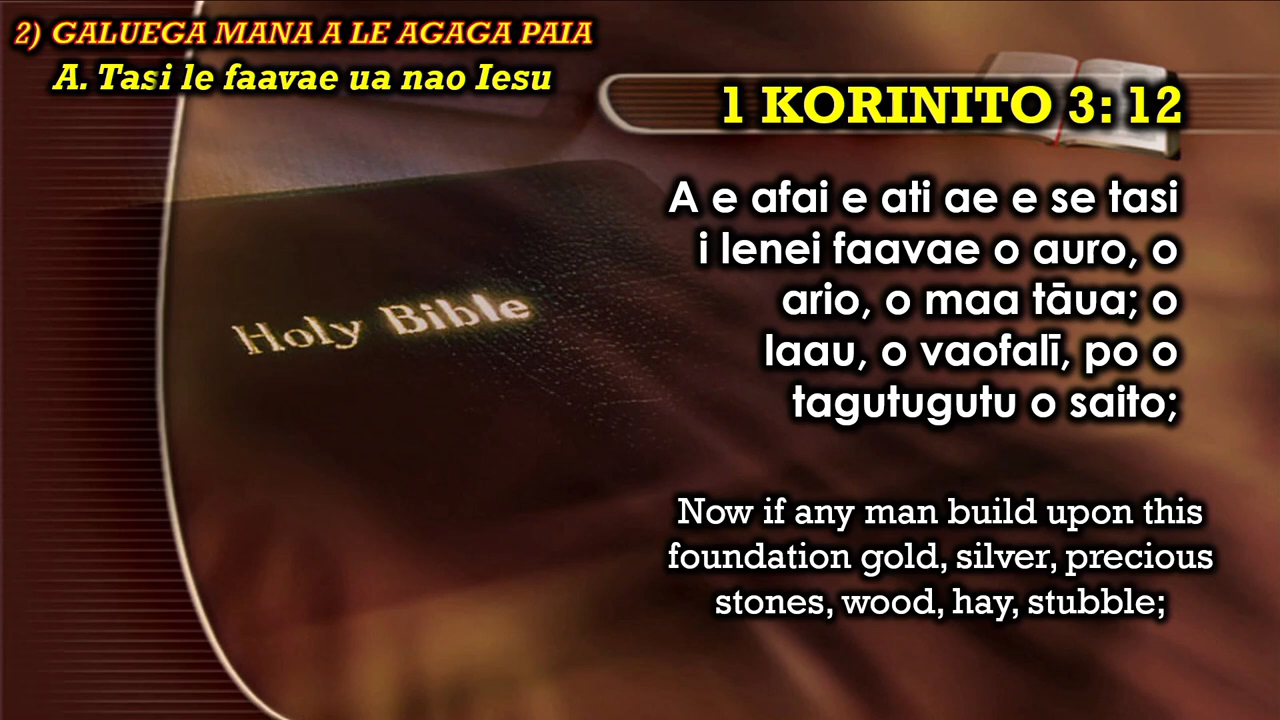 2) GALUEGA MANA A LE AGAGA PAIA
A. Tasi le faavae ua nao Iesu
1 KORINITO 3: 12
A e afai e ati ae e se tasi
i lenei faavae o auro, o
ario, o maa tāua; o
laau, o vaofalī, po o
tagutugutu o saito;
Holy Bible
Now if any man build upon this
foundation gold, silver, precious
stones, wood, hay, stubble;